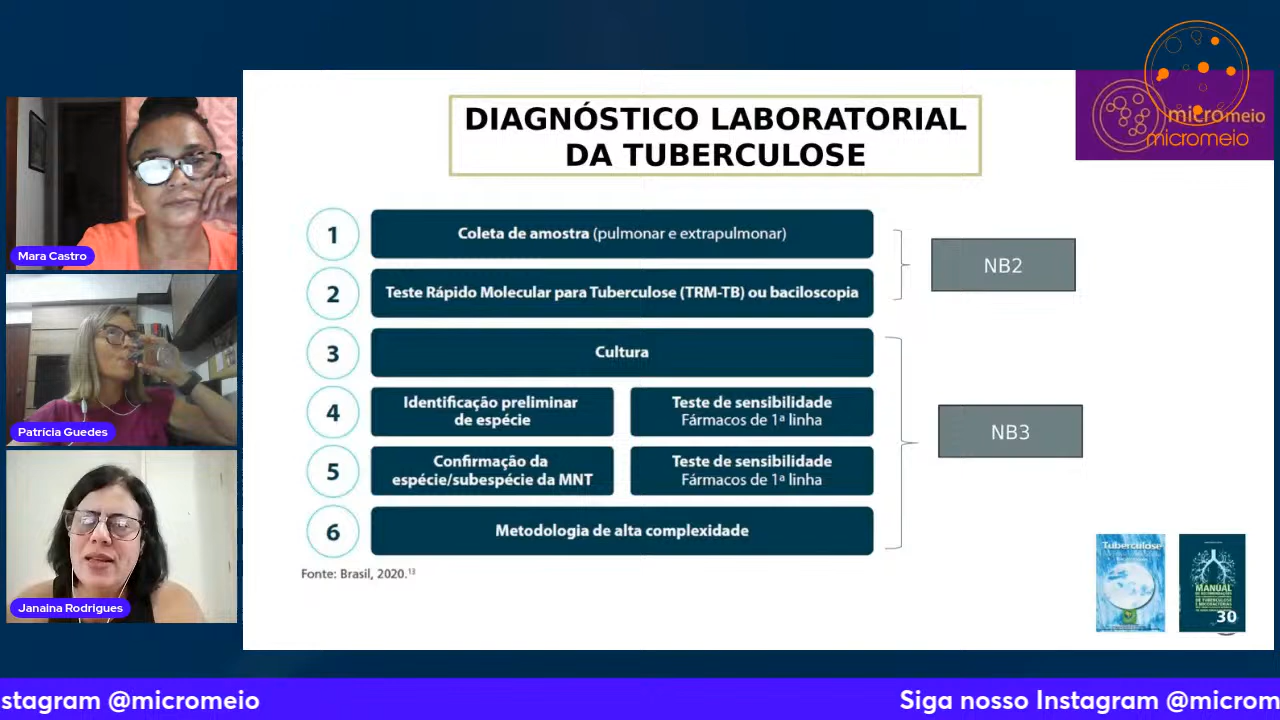 DIAGNÓSTICO LABORATORIAL
DA TUBERCULOSE
micromeio
micromeio
1
Coleta de amostra (pulmonar e extrapulmonar)
2
Teste Rápido Molecular para Tuberculose (TRM-TB) ou baciloscopia
NB2
3
Cultura
4
Identificação preliminar
de espécie
Teste de sensibilidade
Fármacos de 1ª linha
5
Confirmação da
espécie/subespécie da MNT
Teste de sensibilidade
Fármacos de 1ª linha
6
Metodologia de alta complexidade
NB3
Fonte: Brasil, 2020.¹³
Tuberculose
MANUAL
DE RECOMENDAÇÕES
30
Mara Castro
Patrícia Guedes
Janaina Rodrigues
stagram @micromeio
Siga nosso Instagram @microm